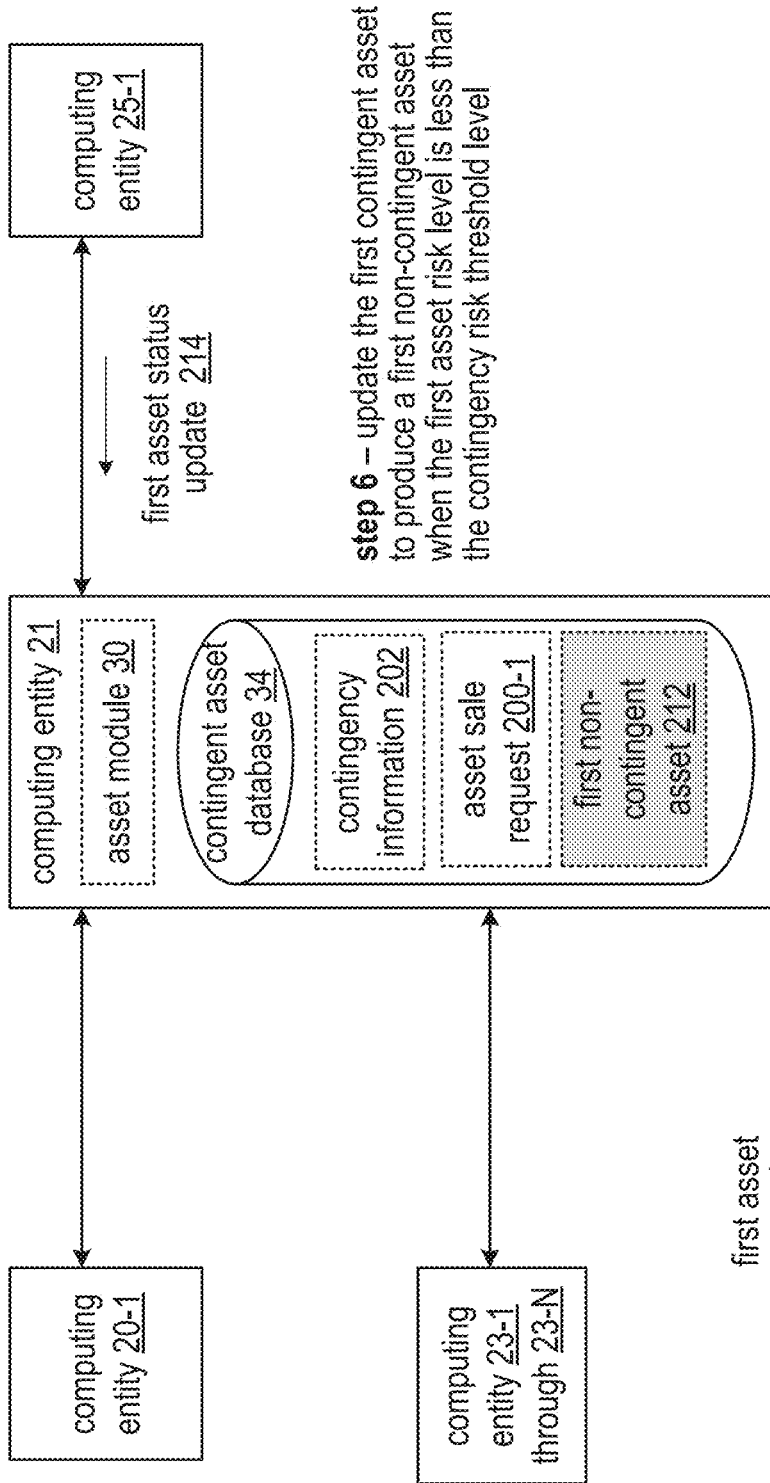 computing
entity 20-1
computing entity 21
asset module 30
contingent asset
database 34
contingency
information 202
asset sale
request 200-1
first non-
contingent
asset 212
first asset status
update 214
computing
entity 25-1
computing
entity 23-1
through 23-N
step 6 – update the first contingent asset
to produce a first non-contingent asset
when the first asset risk level is less than
the contingency risk threshold level
first asset